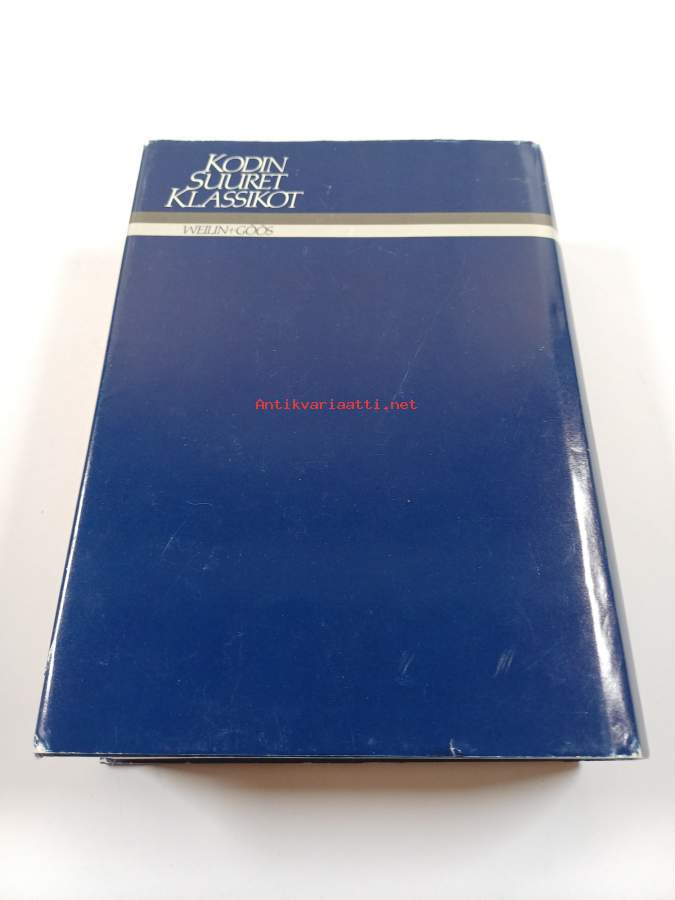 KODIN
SUURET
KLASSIKOT
WEILIN+GÖÖS
Antikvariaatti.net